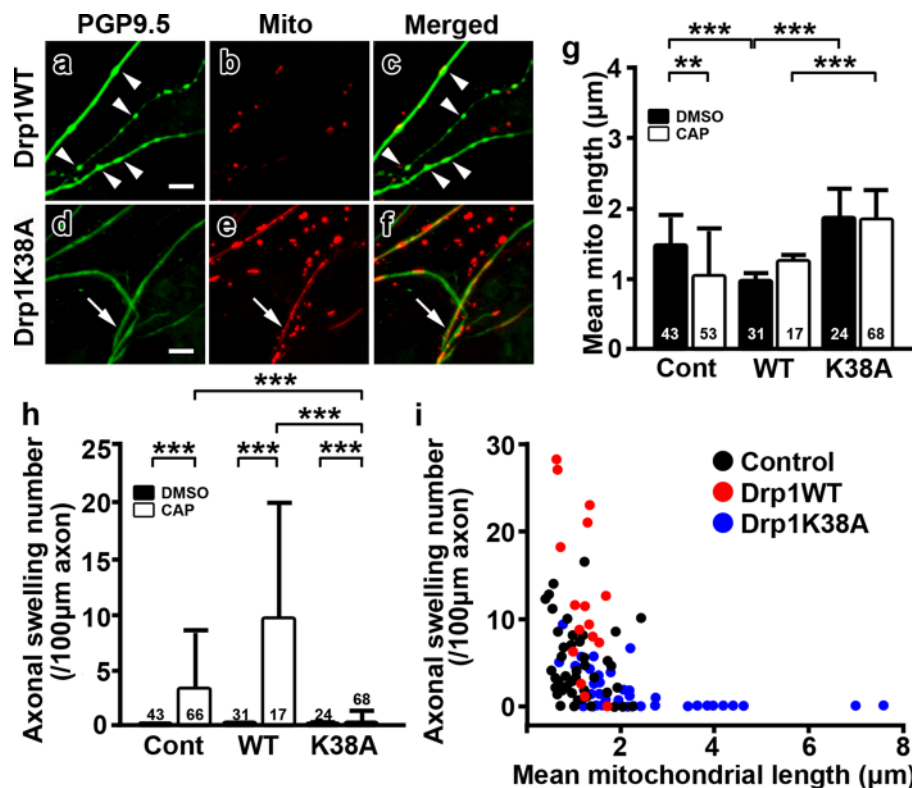 PGP9.5 Mito Merged
Drp1WT
a b c
Drp1K38A
d e f
g
*** ***
** ***
DMSO
CAP
Mean mito length (µm)
4
2
1
0
43 53 31 17 24 68
Cont WT K38A
h
***
***
*** *** ***
DMSO
CAP
Axonal swelling number
(/100µm axon)
25
20
15
10
5
0
43 66 31 17 24 68
Cont WT K38A
i
Control
Drp1WT
Drp1K38A
Axonal swelling number
(/100µm axon)
30
20
10
0
2 4 6 8
Mean mitochondrial length (µm)